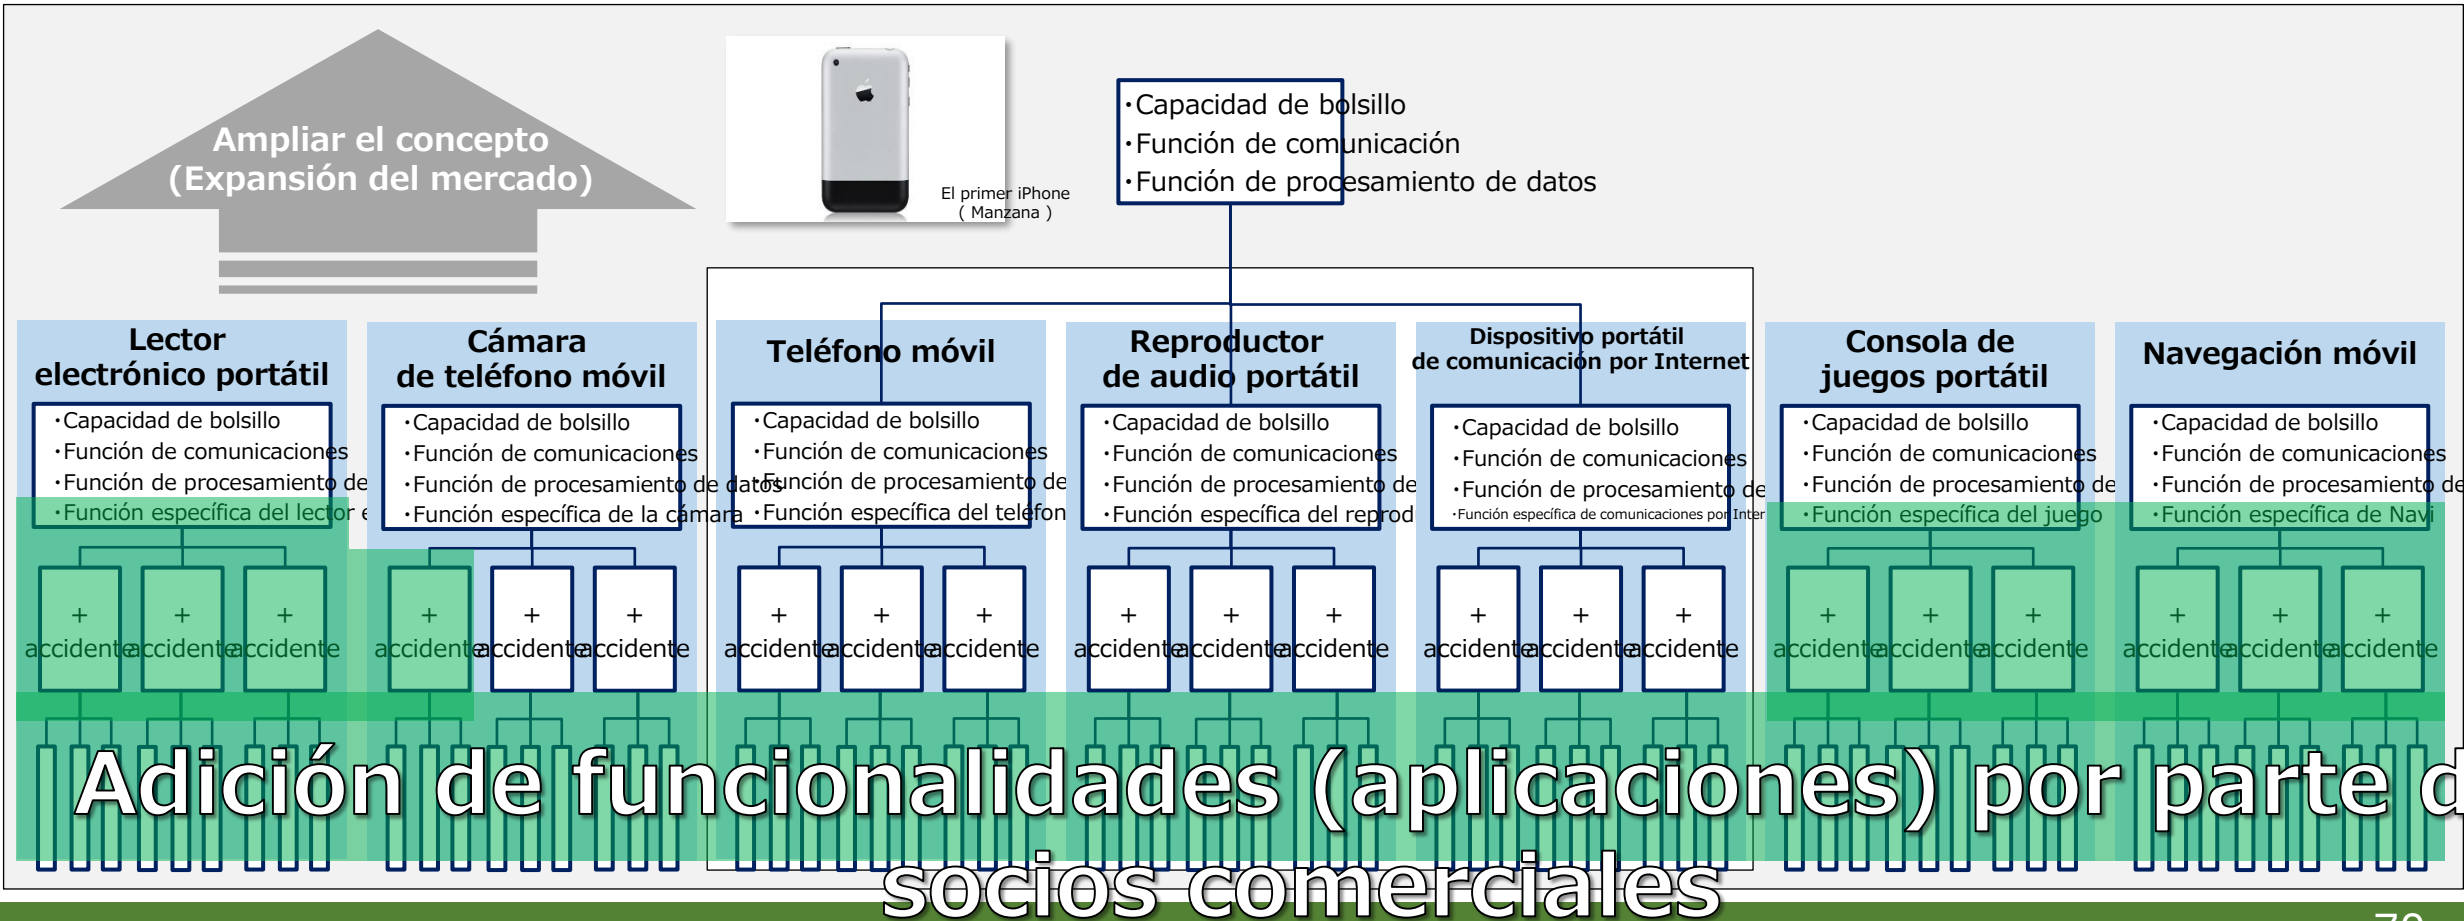 Ampliar el concepto
(Expansión del mercado)
El primer iPhone
( Manzana )
・Capacidad de bolsillo
・Función de comunicación
・Función de procesamiento de datos
Lector
electrónico portátil
・Capacidad de bolsillo
・Función de comunicaciones
・Función de procesamiento de
・Función específica del lector e
+
accidente
+
accidente
+
accidente
Cámara
de teléfono móvil
・Capacidad de bolsillo
・Función de comunicaciones
・Función de procesamiento de datos
・Función específica de la cámara
+
accidente
+
accidente
+
accidente
Teléfono móvil
・Capacidad de bolsillo
・Función de comunicaciones
・Función de procesamiento de
・Función específica del teléfon
+
accidente
+
accidente
+
accidente
Reproductor
de audio portátil
・Capacidad de bolsillo
・Función de comunicaciones
・Función de procesamiento de
・Función específica del reprod
+
accidente
+
accidente
+
accidente
Dispositivo portátil
de comunicación por Internet
・Capacidad de bolsillo
・Función de comunicaciones
・Función de procesamiento de
・Función específica de comunicaciones por Inter
+
accidente
+
accidente
+
accidente
Consola de
juegos portátil
・Capacidad de bolsillo
・Función de comunicaciones
・Función de procesamiento de
・Función específica del juego
+
accidente
+
accidente
+
accidente
Navegación móvil
・Capacidad de bolsillo
・Función de comunicaciones
・Función de procesamiento de
・Función específica de Navi
+
accidente
+
accidente
+
accidente
Adición de funcionalidades (aplicaciones) por parte d
socios comerciales